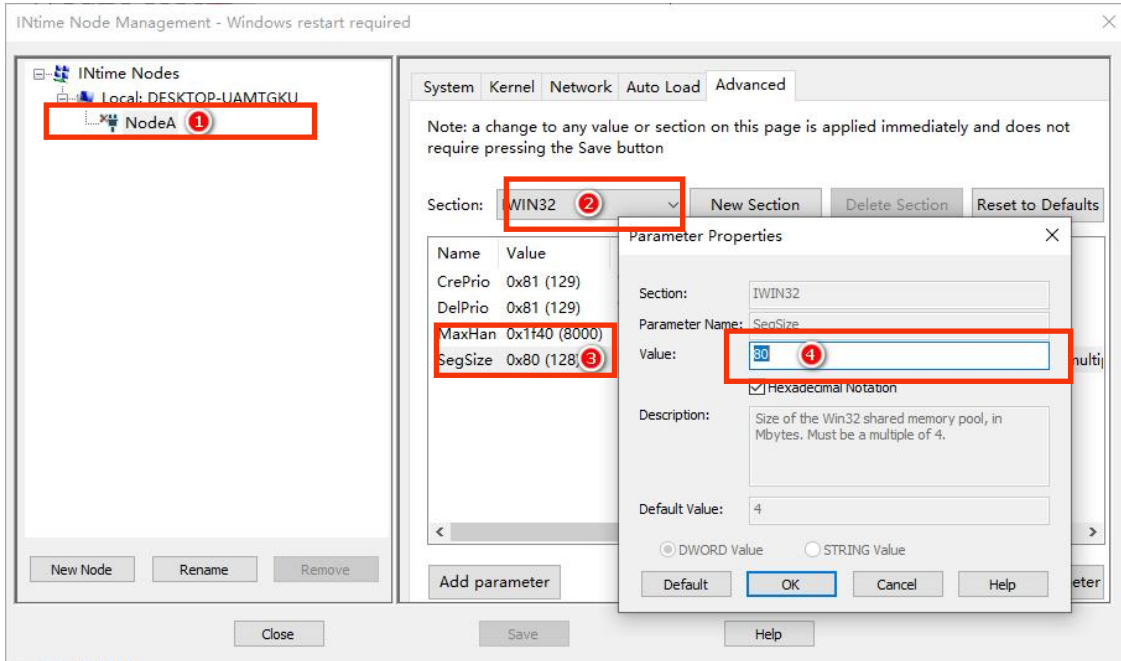 INtime Node Management - Windows restart required
INtime Nodes
Local: DESKTOP-UAMTGKU
NodeA 1
System Kernel Network Auto Load Advanced
Note: a change to any value or section on this page is applied immediately and does not
require pressing the Save button
Section: IWIN32 2 New Section Delete Section Reset to Defaults
Name Value
CrePrio 0x81 (129)
DelPrio 0x81 (129)
MaxHan 0x1f40 (8000)
SegSize 0x80 (128) 3
Parameter Properties
Section: IWIN32
Parameter Name: SegSize
Value: 80 4
Hexadecimal Notation
Description: Size of the Win32 shared memory pool, in
Mbytes. Must be a multiple of 4.
Default Value: 4
DWORD Value STRING Value
Default OK Cancel Help
New Node Rename Remove
Add parameter
Close Save Help